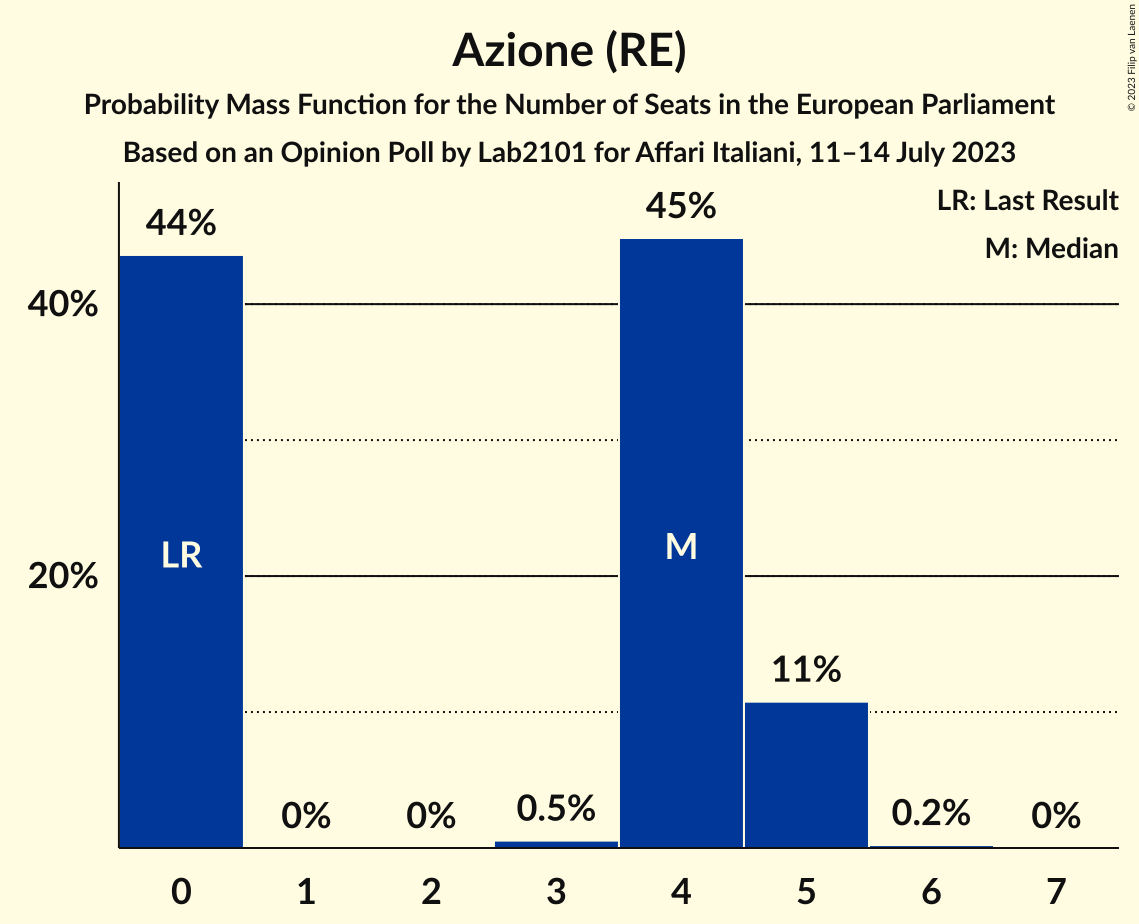 Azione (RE)
Probability Mass Function for the Number of Seats in the European Parliament
Based on an Opinion Poll by Lab2101 for Affari Italiani, 11–14 July 2023
© 2023 Filip van Laenen
LR: Last Result
M: Median
44%
45%
40%
LR
M
20%
11%
0%
0%
0.5%
0.2%
0%
0
1
2
3
4
5
6
7